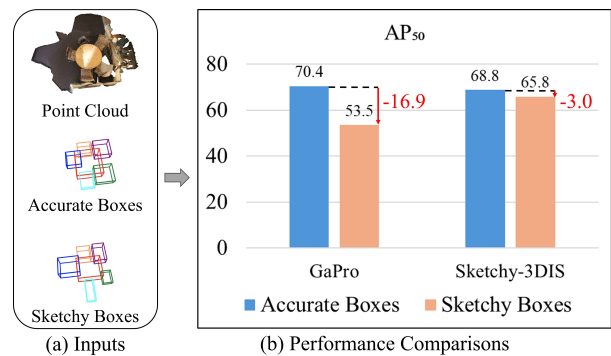 Point Cloud
Accurate Boxes
Sketchy Boxes
(a) Inputs
AP50
80
60
40
20
0
70.4
53.5
-16.9
68.8
65.8
-3.0
GaPro
Sketchy-3DIS
Accurate Boxes
Sketchy Boxes
(b) Performance Comparisons